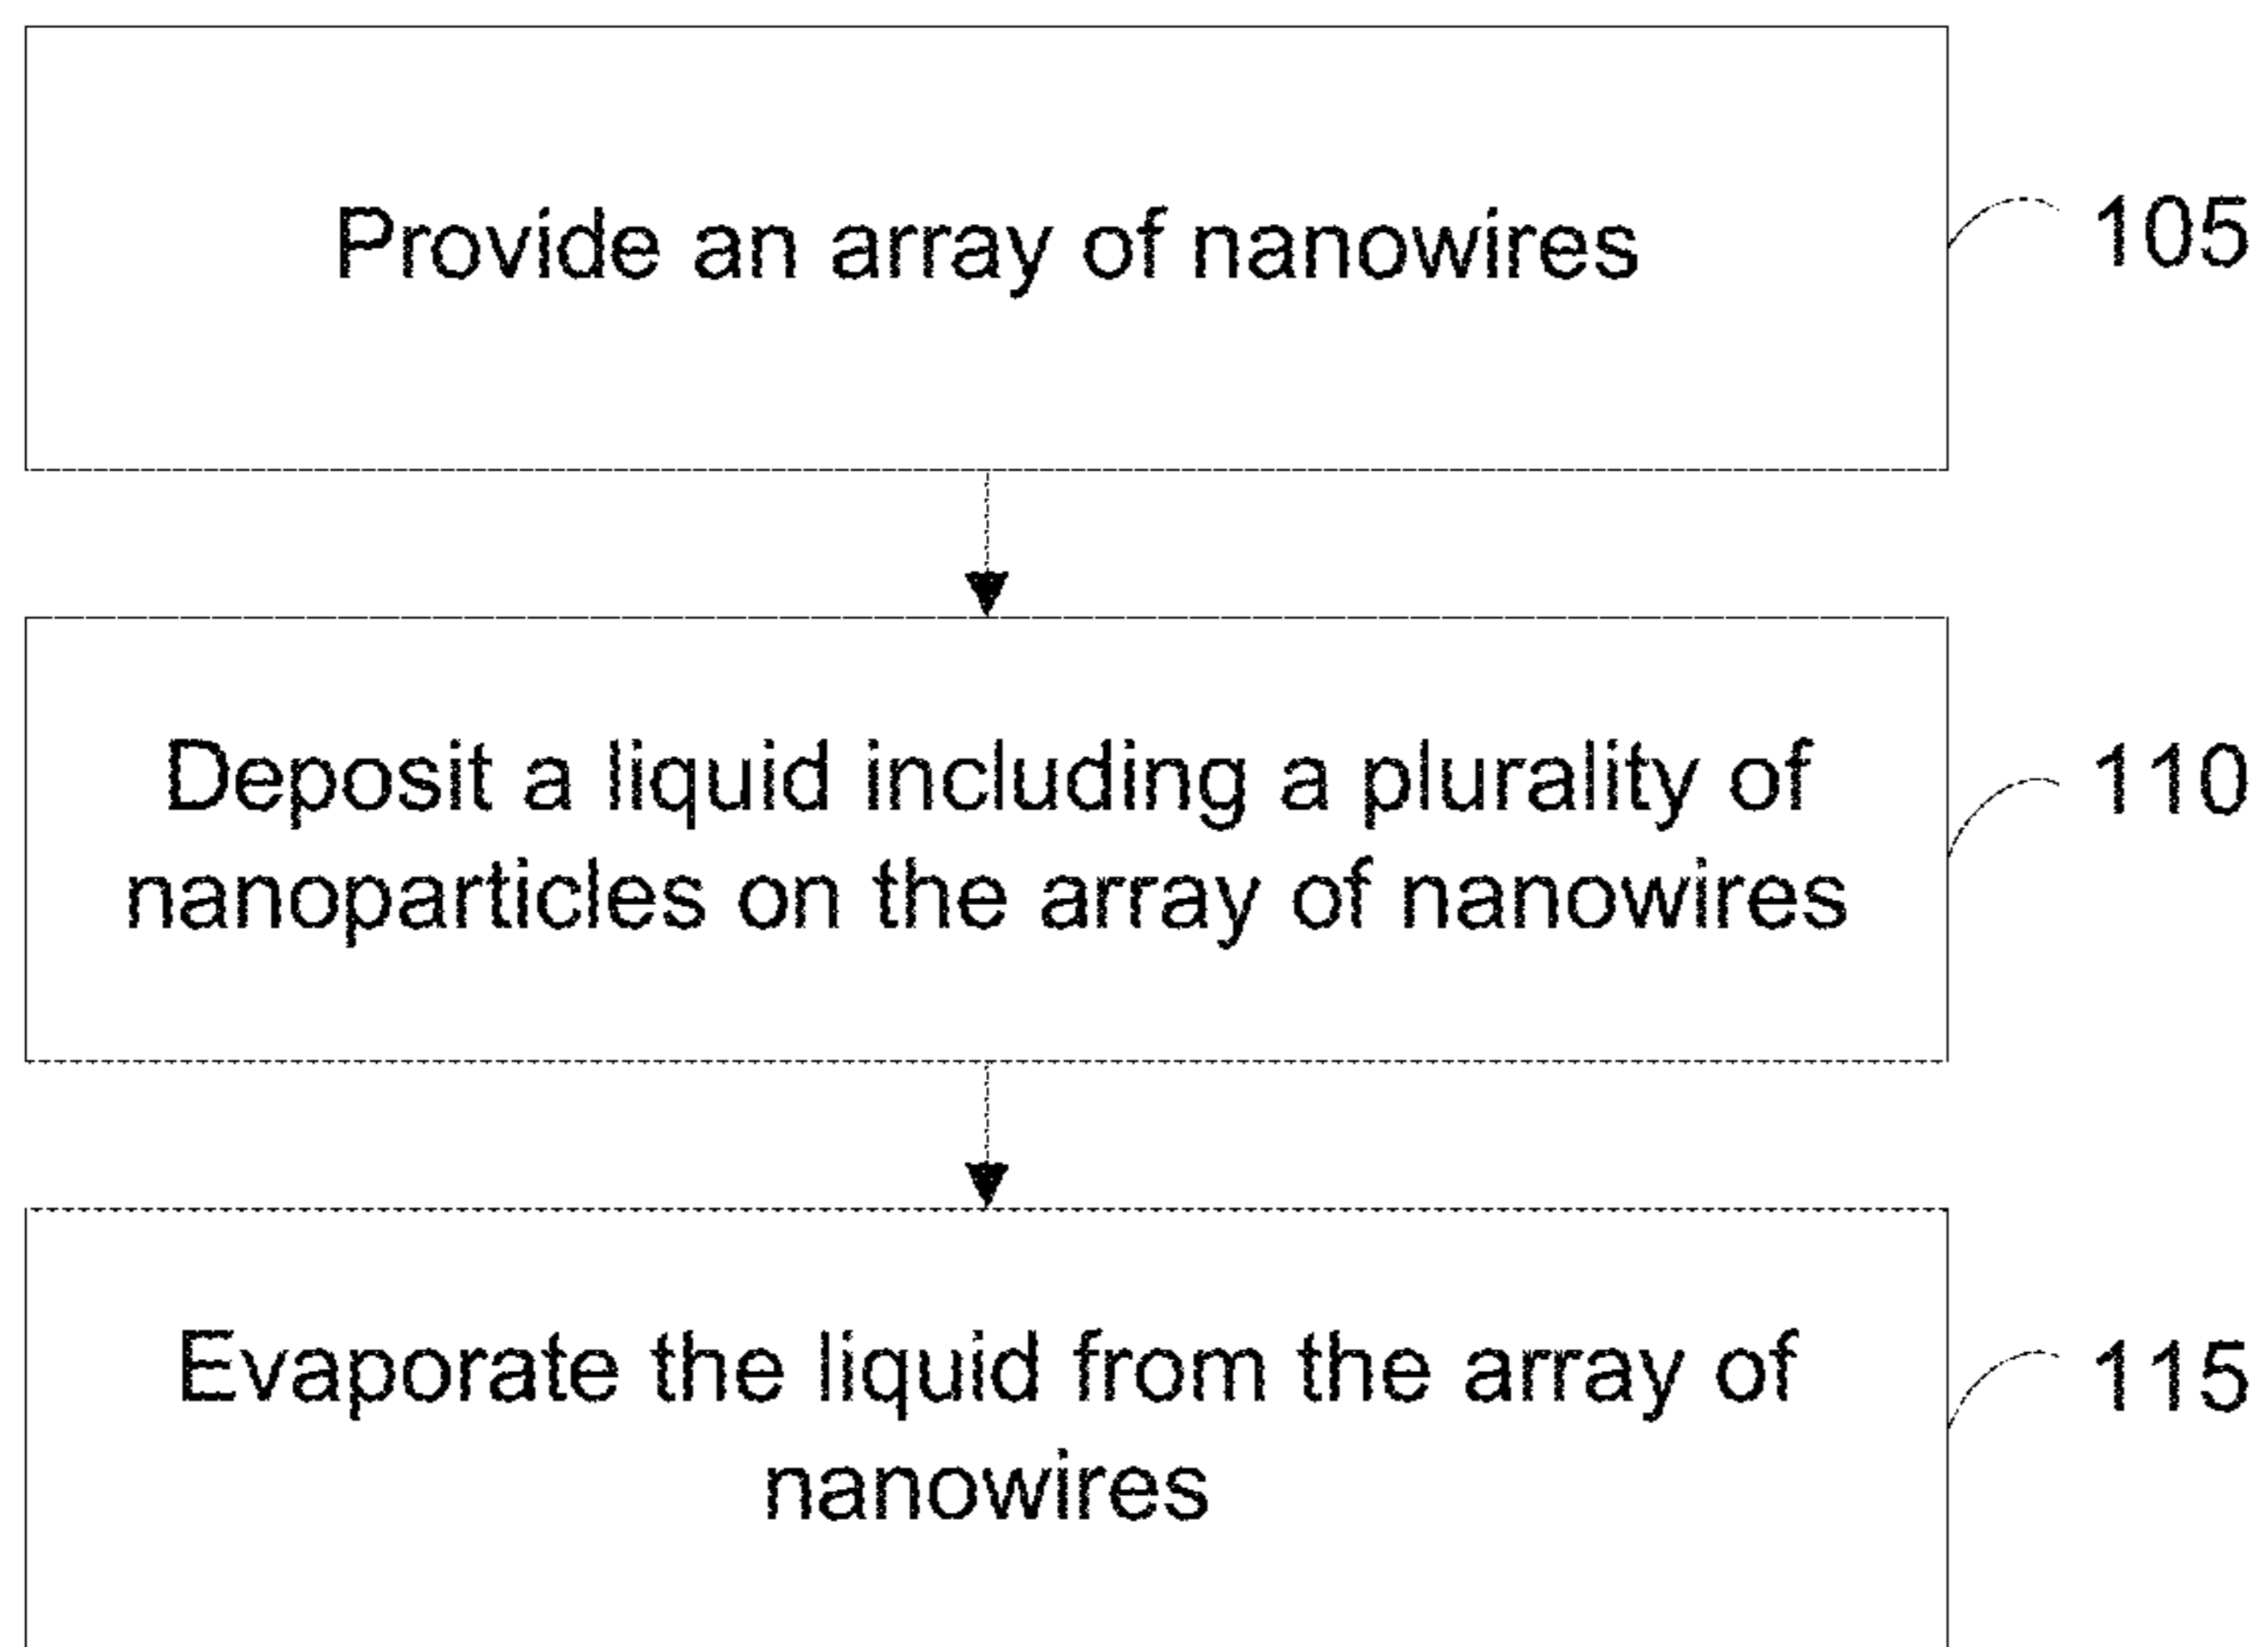 Provide an array of nanowires
105
Deposit a liquid including a plurality of
nanoparticles on the array of nanowires
110
Evaporate the liquid from the array of
nanowires
115